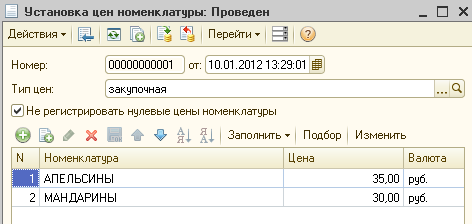 Установка цен номенклатуры: Проведен
Действия Перейти ?
Номер: 00000000001 от: 10.01.2012 13:29:01
Тип цен: закупочная ...
Не регистрировать нулевые цены номенклатуры
Заполнить Подбор Изменить
N Номенклатура Цена Валюта
1 АПЕЛЬСИНЫ 35,00 руб.
2 МАНДАРИНЫ 30,00 руб.